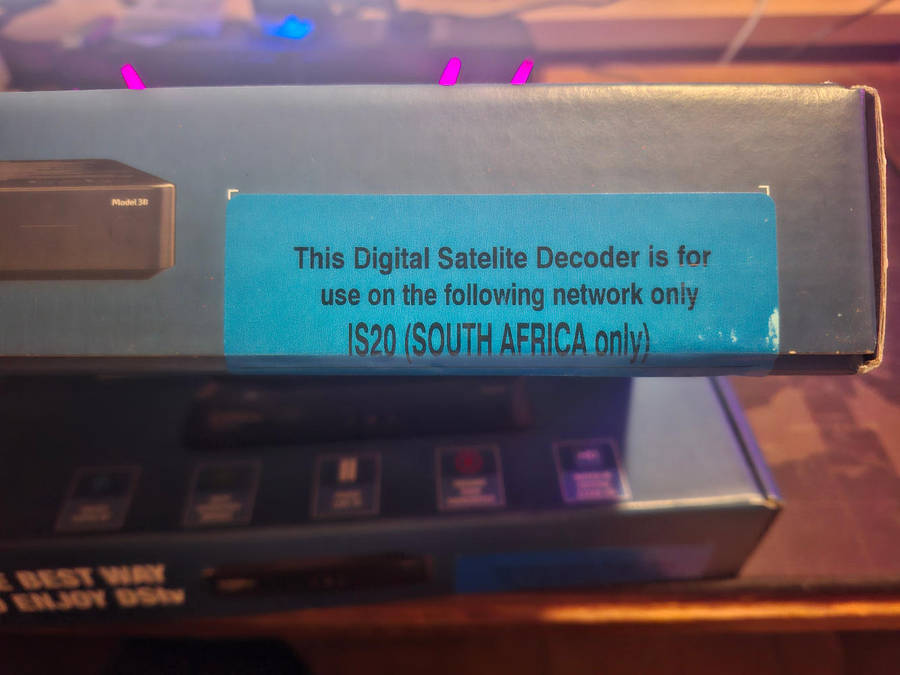 Model 3B
This Digital Satelite Decoder is for
use on the following network only
IS20 (SOUTH AFRICA only)
BEST WAY
ENJOY DStv